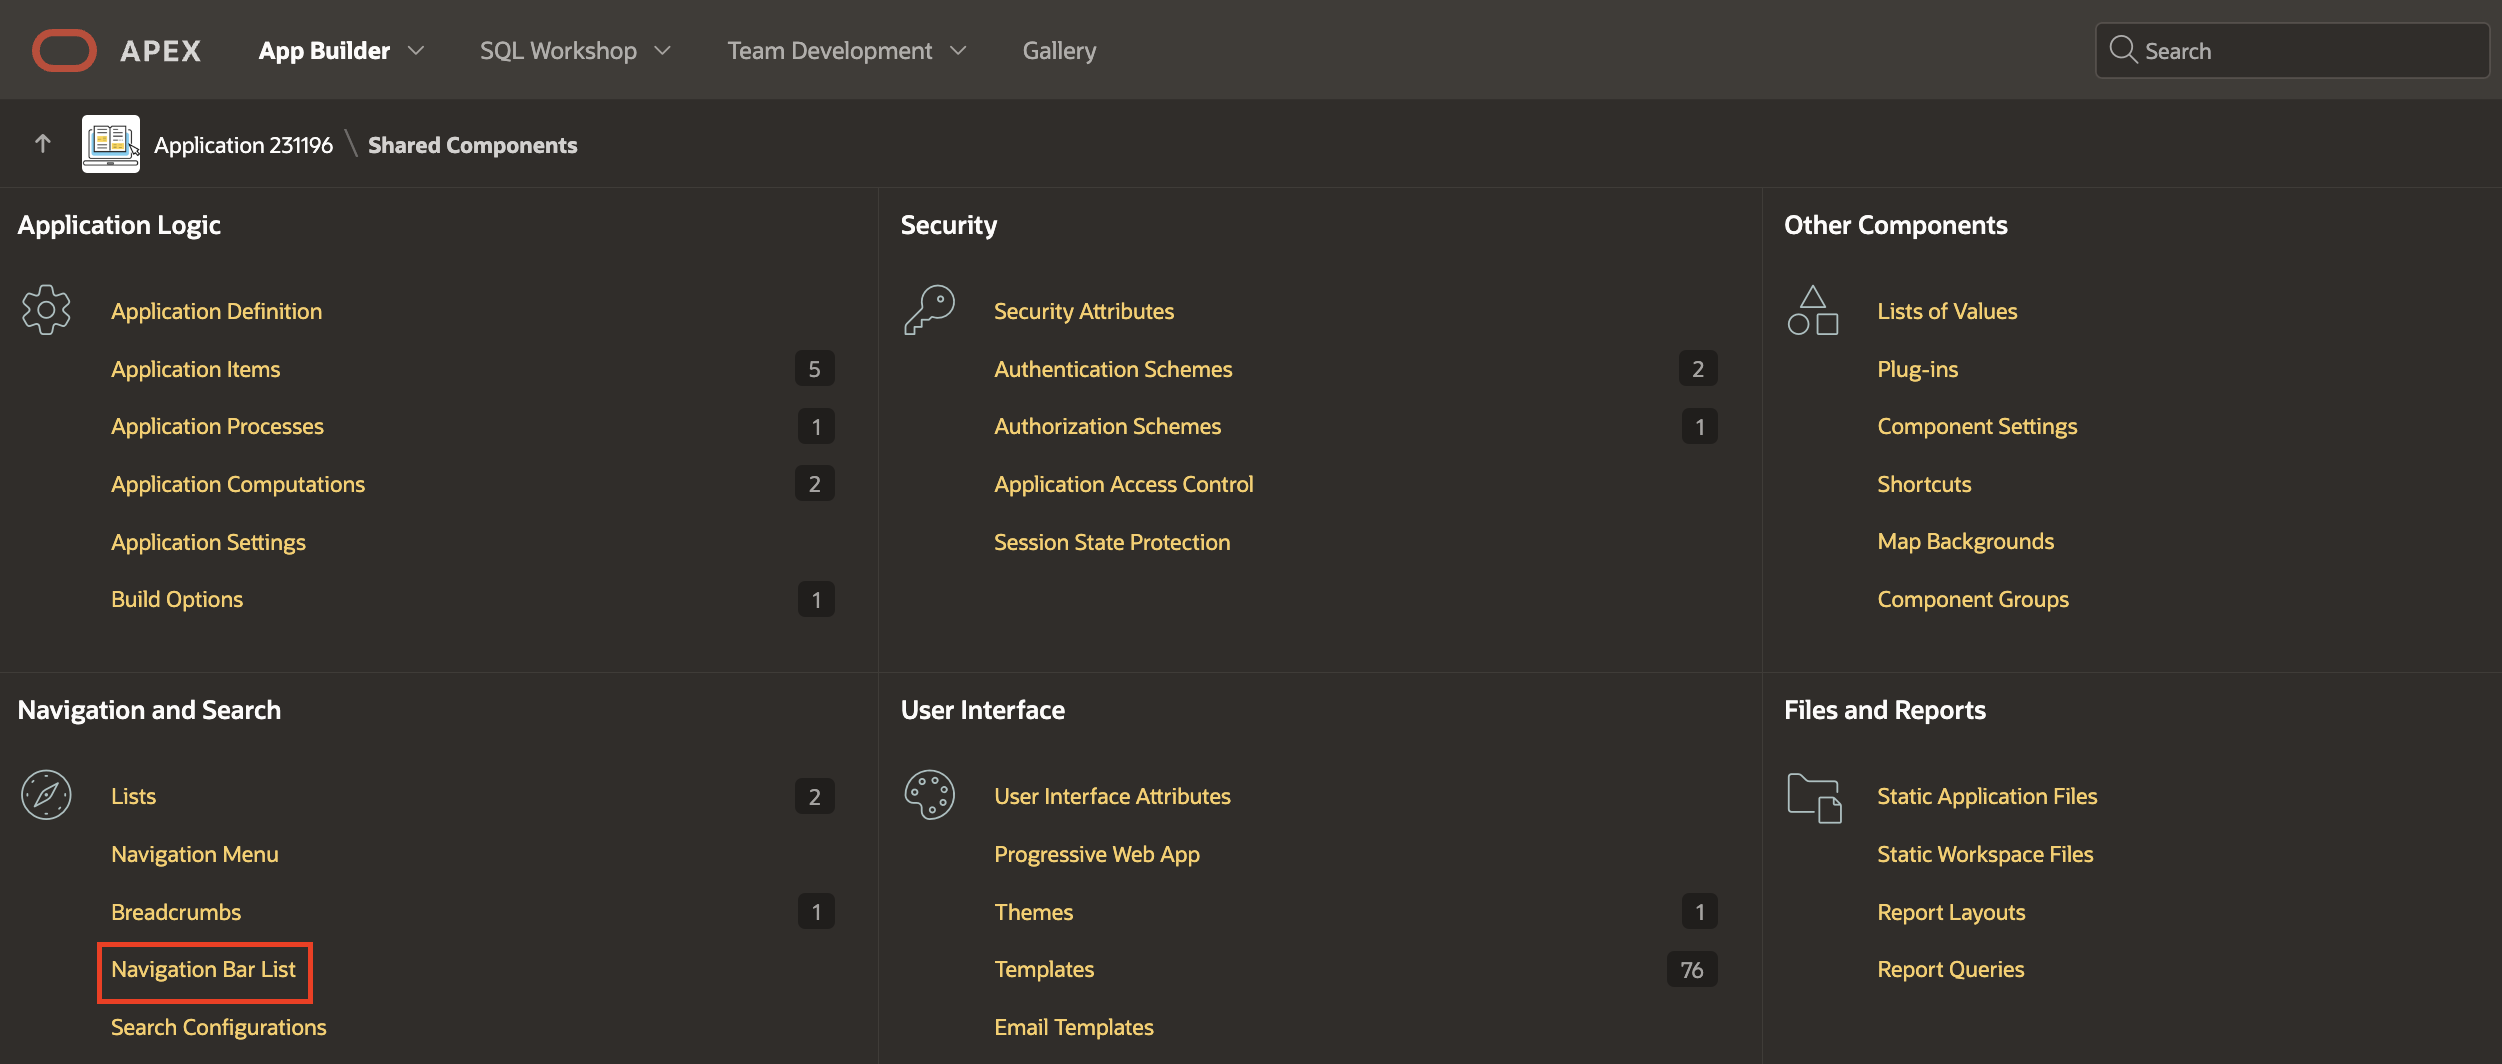 APEX App Builder SQL Workshop Team Development Gallery Search
Application 231196 \ Shared Components
Application Logic
Application Definition
Application Items 5
Application Processes 1
Application Computations 2
Application Settings
Build Options 1
Security
Security Attributes
Authentication Schemes 2
Authorization Schemes 1
Application Access Control
Session State Protection
Other Components
Lists of Values
Plug-ins
Component Settings
Shortcuts
Map Backgrounds
Component Groups
Navigation and Search
Lists 2
Navigation Menu
Breadcrumbs 1
Navigation Bar List
Search Configurations
User Interface
User Interface Attributes
Progressive Web App
Themes 1
Templates 76
Email Templates
Files and Reports
Static Application Files
Static Workspace Files
Report Layouts
Report Queries